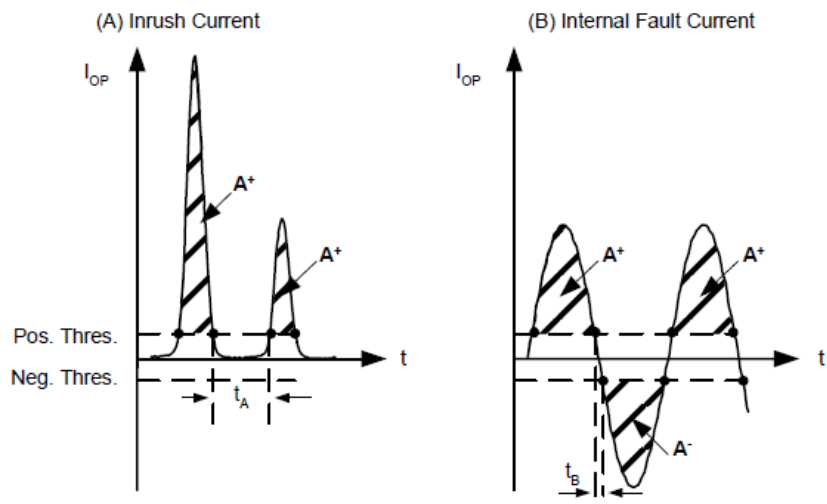 (A) Inrush Current
(B) Internal Fault Current
I_OP
I_OP
A⁺
A⁺
A⁺
A⁺
Pos. Thres.
t
t
Neg. Thres.
t_A
A⁻
t_B